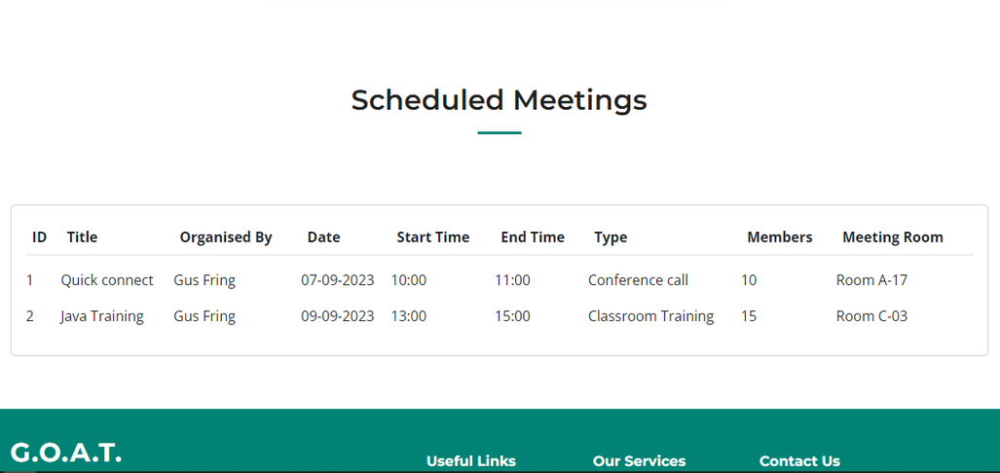 Scheduled Meetings
ID Title Organised By Date Start Time End Time Type Members Meeting Room
1 Quick connect Gus Fring 07-09-2023 10:00 11:00 Conference call 10 Room A-17
2 Java Training Gus Fring 09-09-2023 13:00 15:00 Classroom Training 15 Room C-03
G.O.A.T.
Useful Links Our Services Contact Us